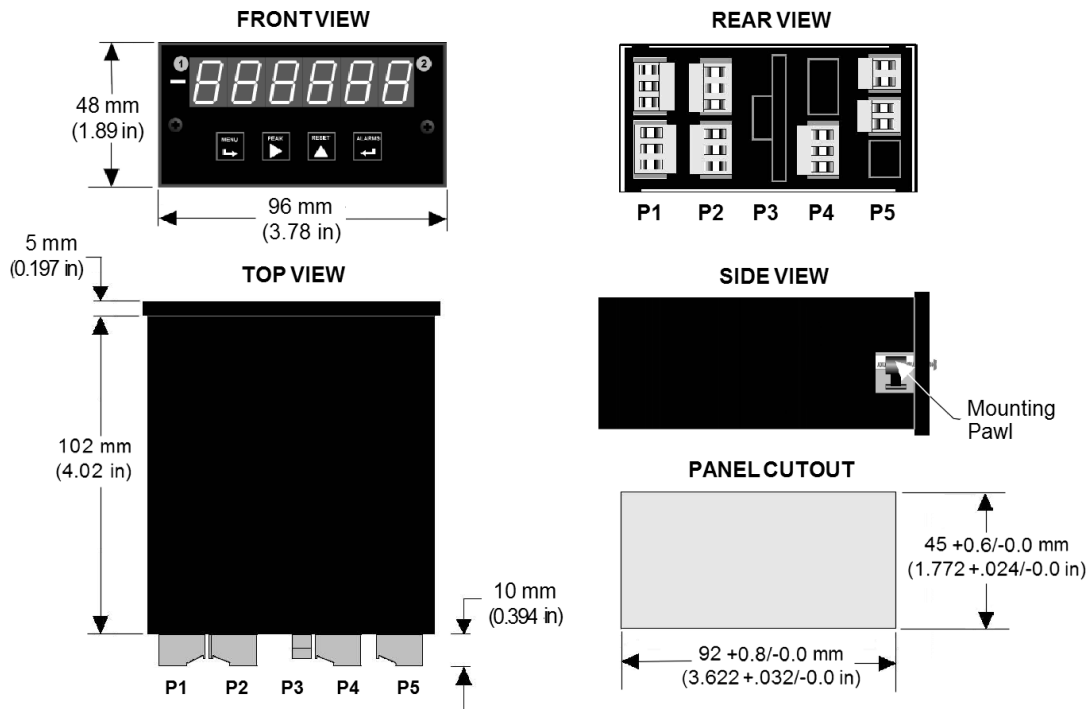 FRONT VIEW
1
2
888888
MENU
PEAK
RESET
ALARMS
48 mm
(1.89 in)
96 mm
(3.78 in)
REAR VIEW
P1 P2 P3 P4 P5
5 mm
(0.197 in)
TOP VIEW
102 mm
(4.02 in)
10 mm
(0.394 in)
P1 P2 P3 P4 P5
SIDE VIEW
Mounting
Pawl
PANEL CUTOUT
45 +0.6/-0.0 mm
(1.772 +.024/-0.0 in)
92 +0.8/-0.0 mm
(3.622 +.032/-0.0 in)